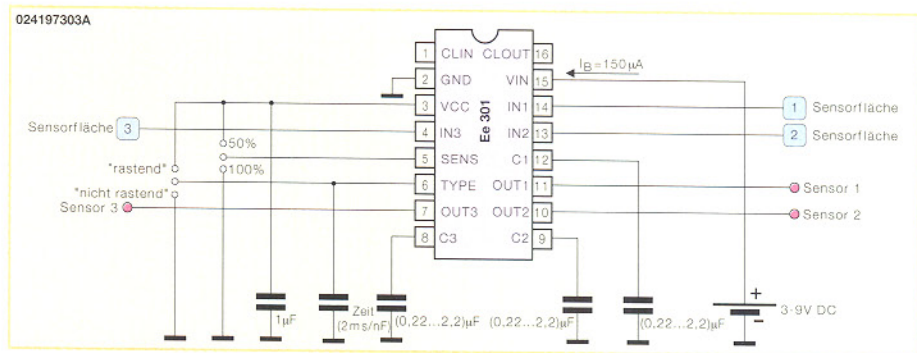 024197303A
1 CLIN CLOUT 16
2 GND VIN 15
I_B=150µA
3 VCC IN1 14
1 Sensorfläche
Sensorfläche 3
4 IN3 IN2 13
2 Sensorfläche
50%
5 SENS C1 12
"rastend"
100%
6 TYPE OUT1 11
Sensor 1
"nicht rastend"
Sensor 3
7 OUT3 OUT2 10
Sensor 2
8 C3 C2 9
Ee 301
1µF
Zeit
(2ms/nF)
(0,22...2,2)µF
(0,22...2,2)µF
(0,22...2,2)µF
+
3-9V DC
-